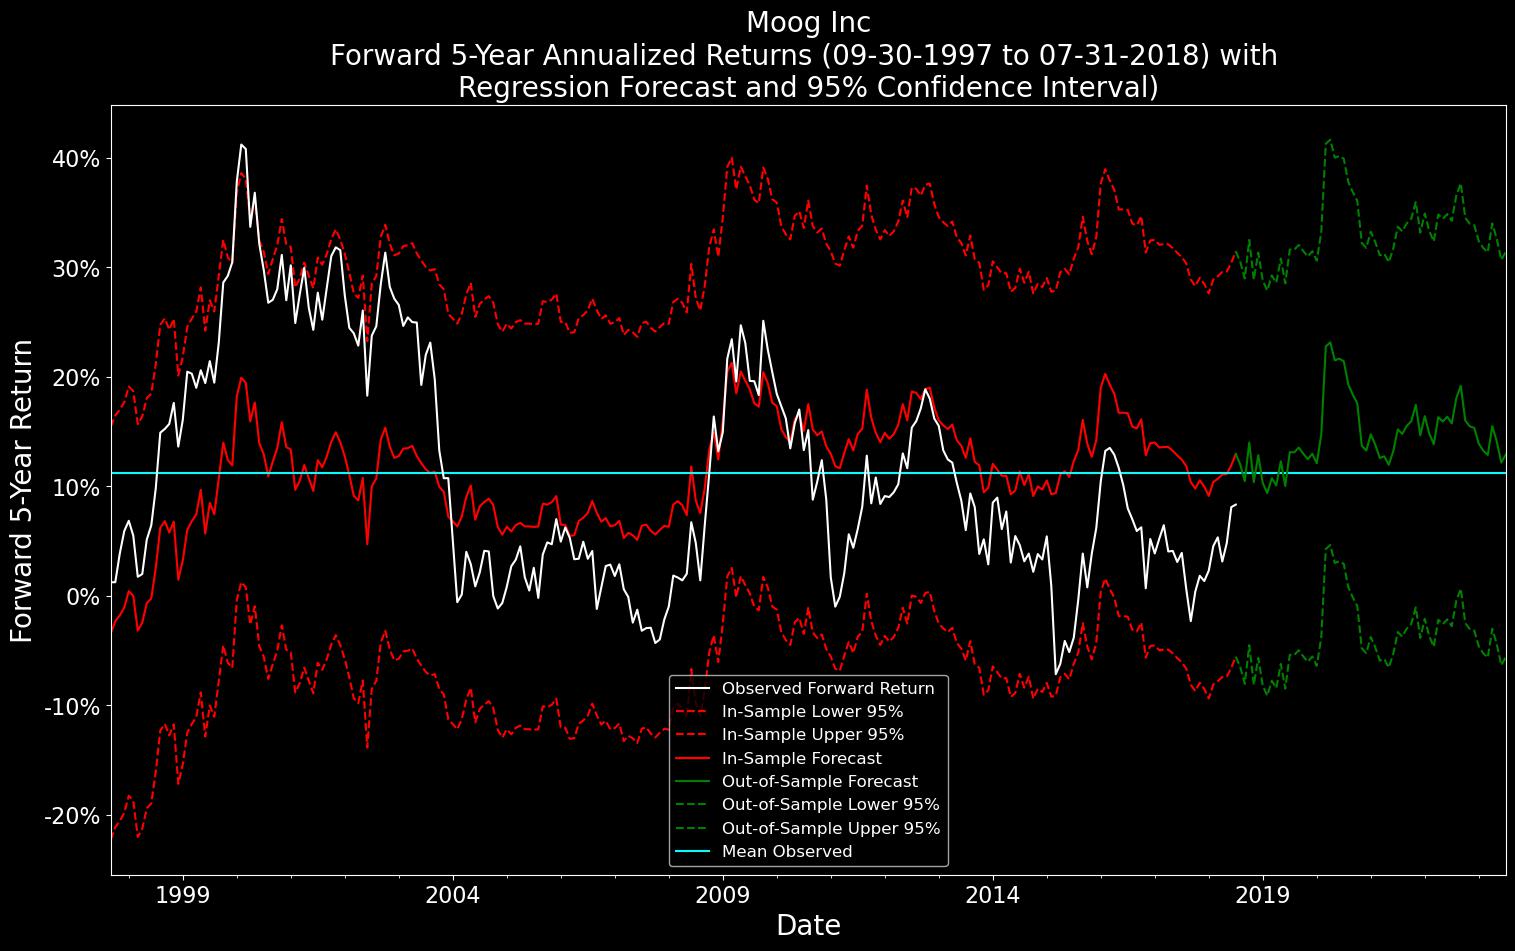 Moog Inc
Forward 5-Year Annualized Returns (09-30-1997 to 07-31-2018) with
Regression Forecast and 95% Confidence Interval)
Forward 5-Year Return
40%
30%
20%
10%
0%
-10%
-20%
Observed Forward Return
In-Sample Lower 95%
In-Sample Upper 95%
In-Sample Forecast
Out-of-Sample Forecast
Out-of-Sample Lower 95%
Out-of-Sample Upper 95%
Mean Observed
1999 2004 2009 2014 2019
Date